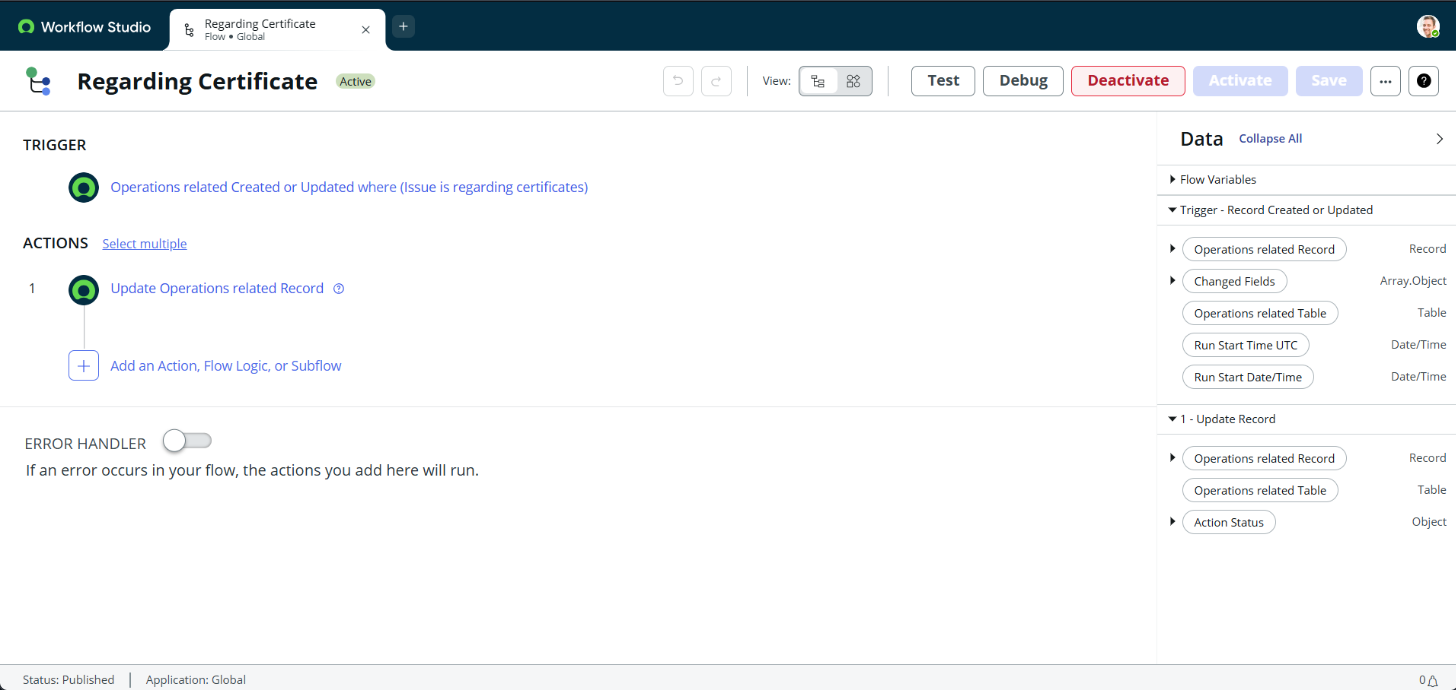 Workflow Studio
Regarding Certificate
Flow • Global
Regarding Certificate
Active
View:
Test
Debug
Deactivate
Activate
Save
TRIGGER
Operations related Created or Updated where (Issue is regarding certificates)
ACTIONS Select multiple
1 Update Operations related Record
Add an Action, Flow Logic, or Subflow
ERROR HANDLER
If an error occurs in your flow, the actions you add here will run.
Data Collapse All
Flow Variables
Trigger - Record Created or Updated
Operations related Record Record
Changed Fields Array.Object
Operations related Table Table
Run Start Time UTC Date/Time
Run Start Date/Time Date/Time
1 - Update Record
Operations related Record Record
Operations related Table Table
Action Status Object
Status: Published | Application: Global
0